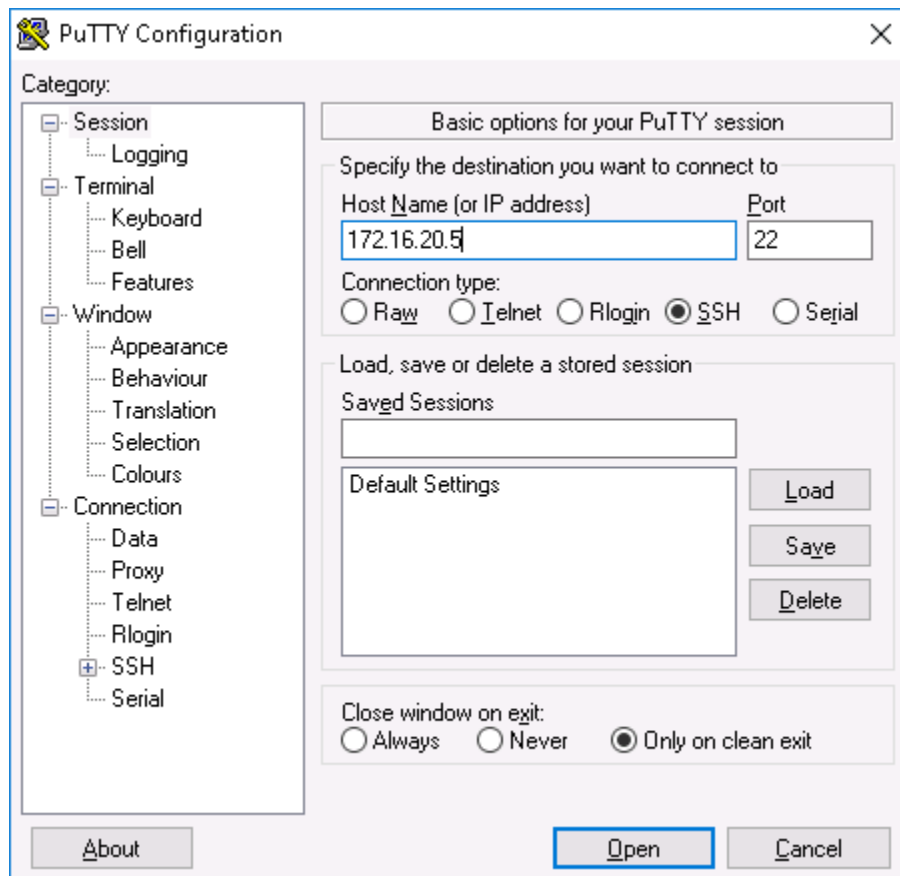 PuTTY Configuration
Category:
Session
Logging
Terminal
Keyboard
Bell
Features
Window
Appearance
Behaviour
Translation
Selection
Colours
Connection
Data
Proxy
Telnet
Rlogin
SSH
Serial
Basic options for your PuTTY session
Specify the destination you want to connect to
Host Name (or IP address) Port
172.16.20.5 22
Connection type:
Raw Telnet Rlogin SSH Serial
Load, save or delete a stored session
Saved Sessions
Default Settings
Load
Save
Delete
Close window on exit:
Always Never Only on clean exit
About Open Cancel